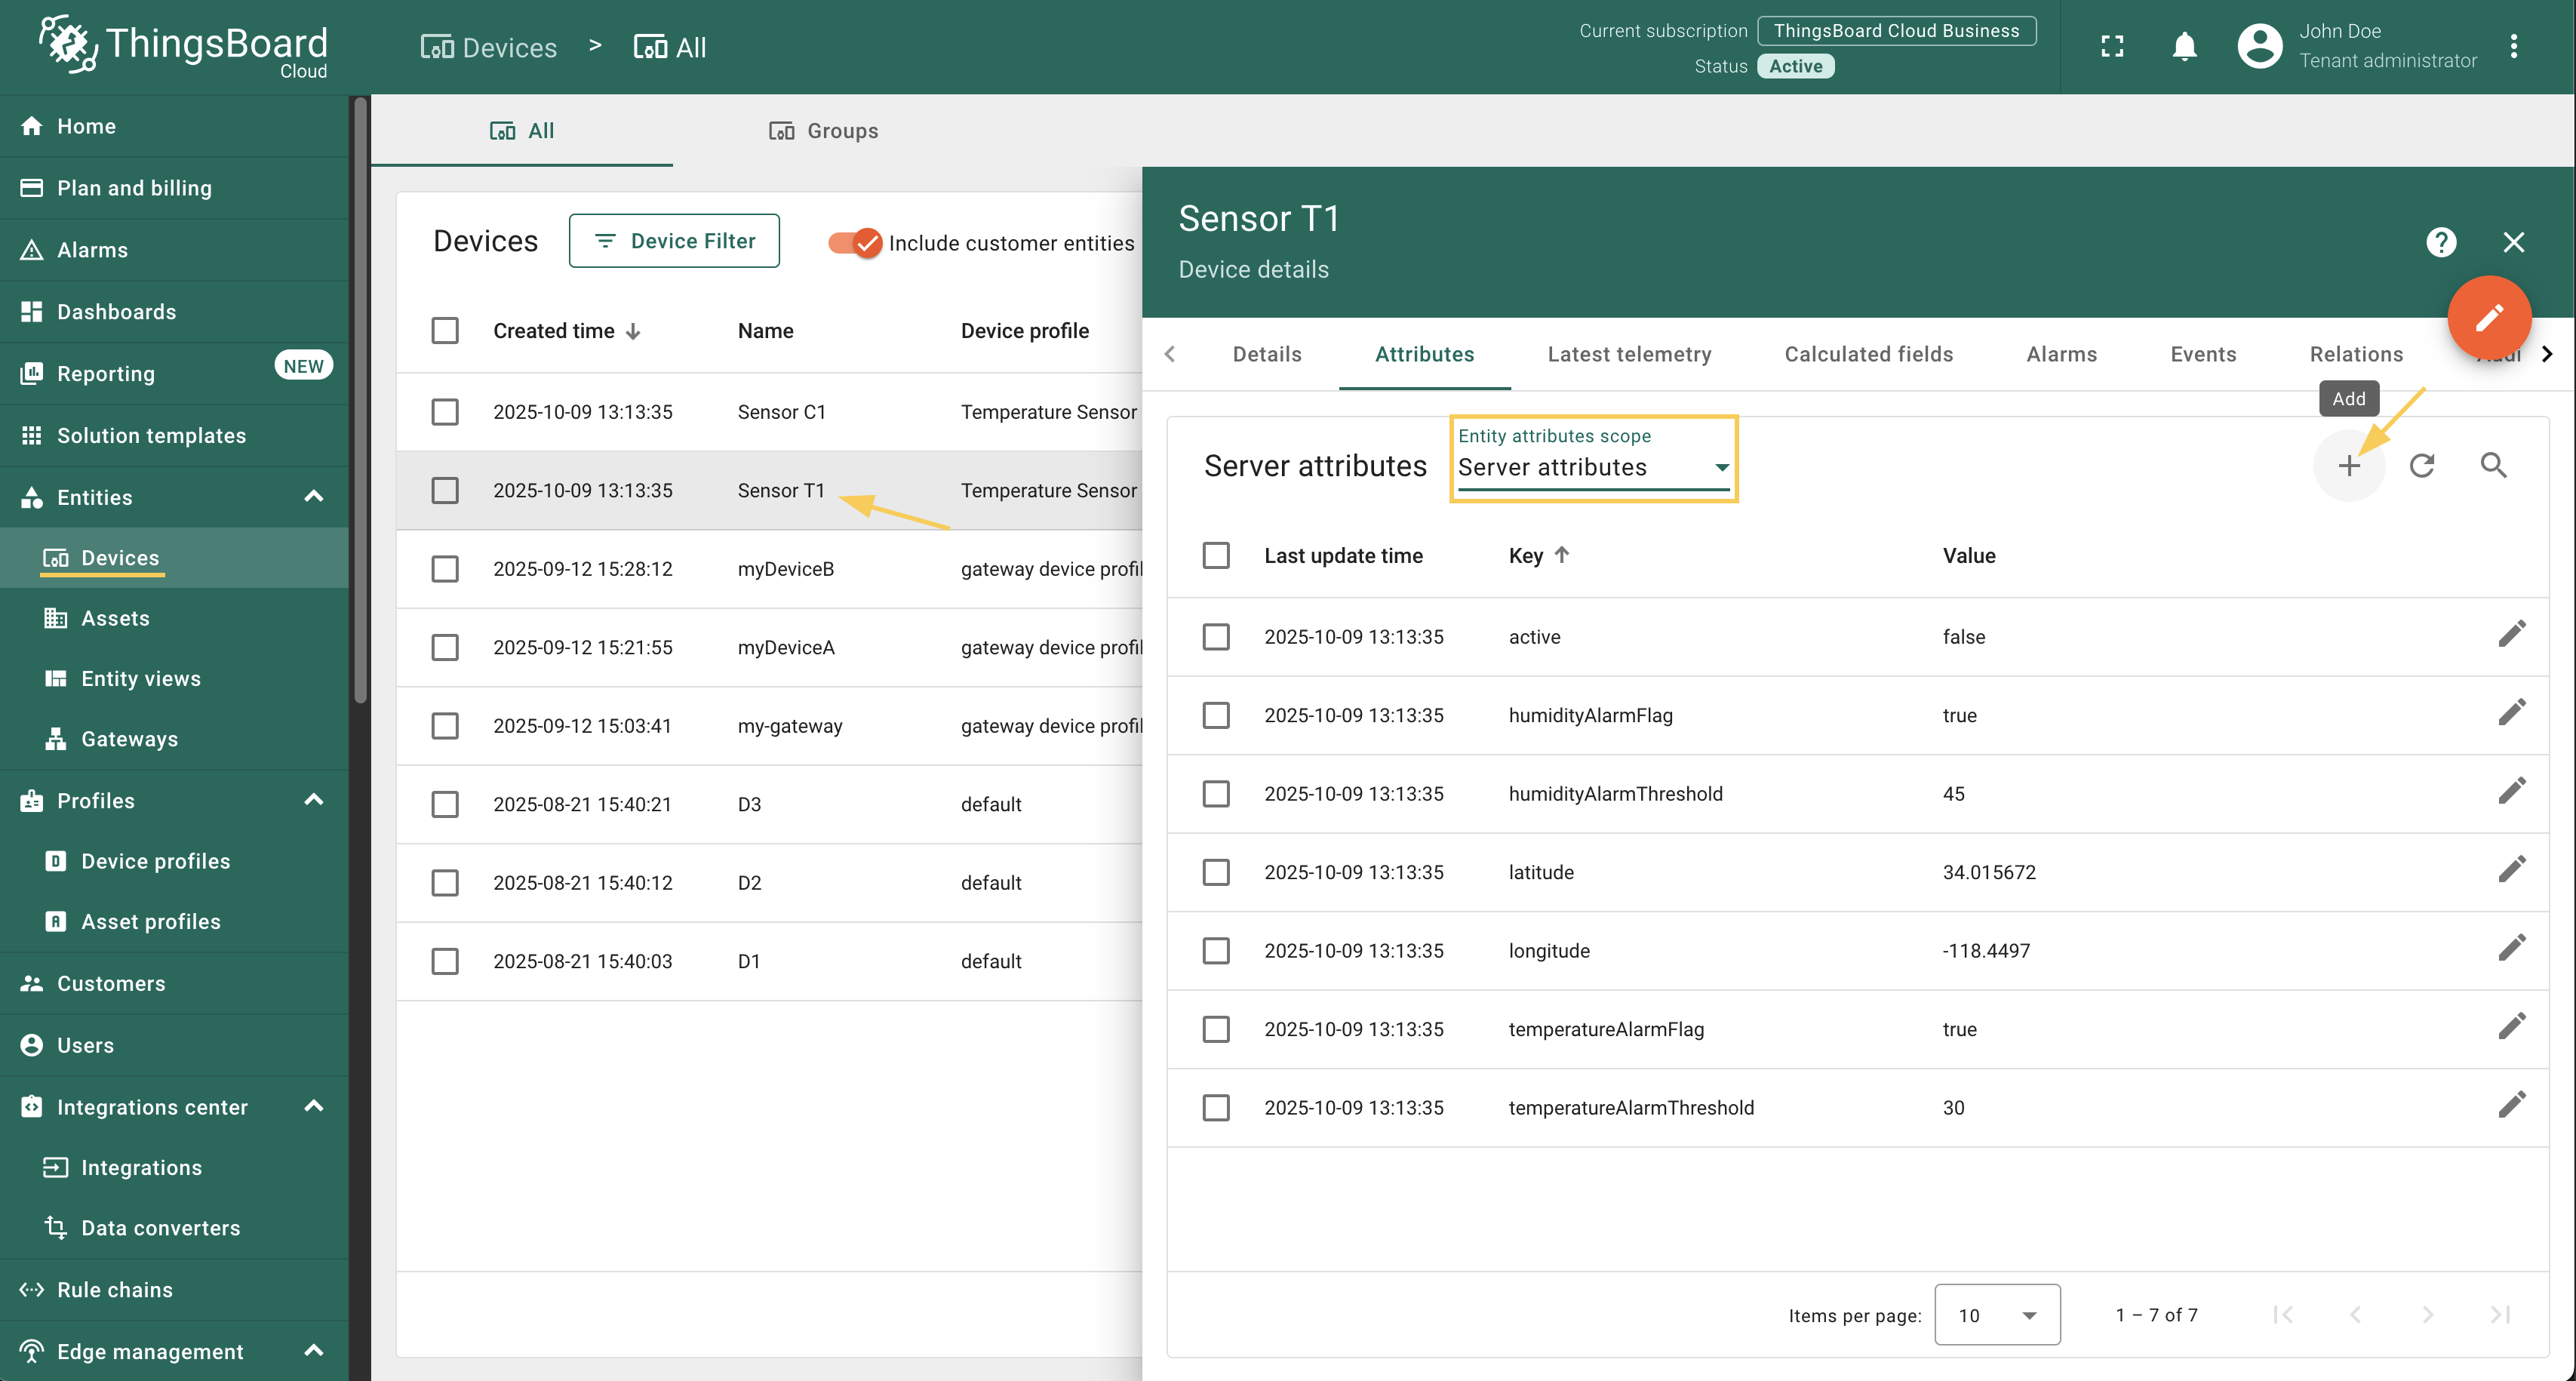 ThingsBoard
Cloud
Devices > All
Current subscription ThingsBoard Cloud Business
Status Active
John Doe
Tenant administrator
Home
Plan and billing
Alarms
Dashboards
Reporting NEW
Solution templates
Entities
Devices
Assets
Entity views
Gateways
Profiles
Device profiles
Asset profiles
Customers
Users
Integrations center
Integrations
Data converters
Rule chains
Edge management
All Groups
Devices Device Filter Include customer entities
Created time Name Device profile
2025-10-09 13:13:35 Sensor C1 Temperature Sensor
2025-10-09 13:13:35 Sensor T1 Temperature Sensor
2025-09-12 15:28:12 myDeviceB gateway device profil
2025-09-12 15:21:55 myDeviceA gateway device profil
2025-09-12 15:03:41 my-gateway gateway device profil
2025-08-21 15:40:21 D3 default
2025-08-21 15:40:12 D2 default
2025-08-21 15:40:03 D1 default
Sensor T1
Device details
Details Attributes Latest telemetry Calculated fields Alarms Events Relations
Add
Entity attributes scope
Server attributes Server attributes
Last update time Key Value
2025-10-09 13:13:35 active false
2025-10-09 13:13:35 humidityAlarmFlag true
2025-10-09 13:13:35 humidityAlarmThreshold 45
2025-10-09 13:13:35 latitude 34.015672
2025-10-09 13:13:35 longitude -118.4497
2025-10-09 13:13:35 temperatureAlarmFlag true
2025-10-09 13:13:35 temperatureAlarmThreshold 30
Items per page: 10 1 – 7 of 7